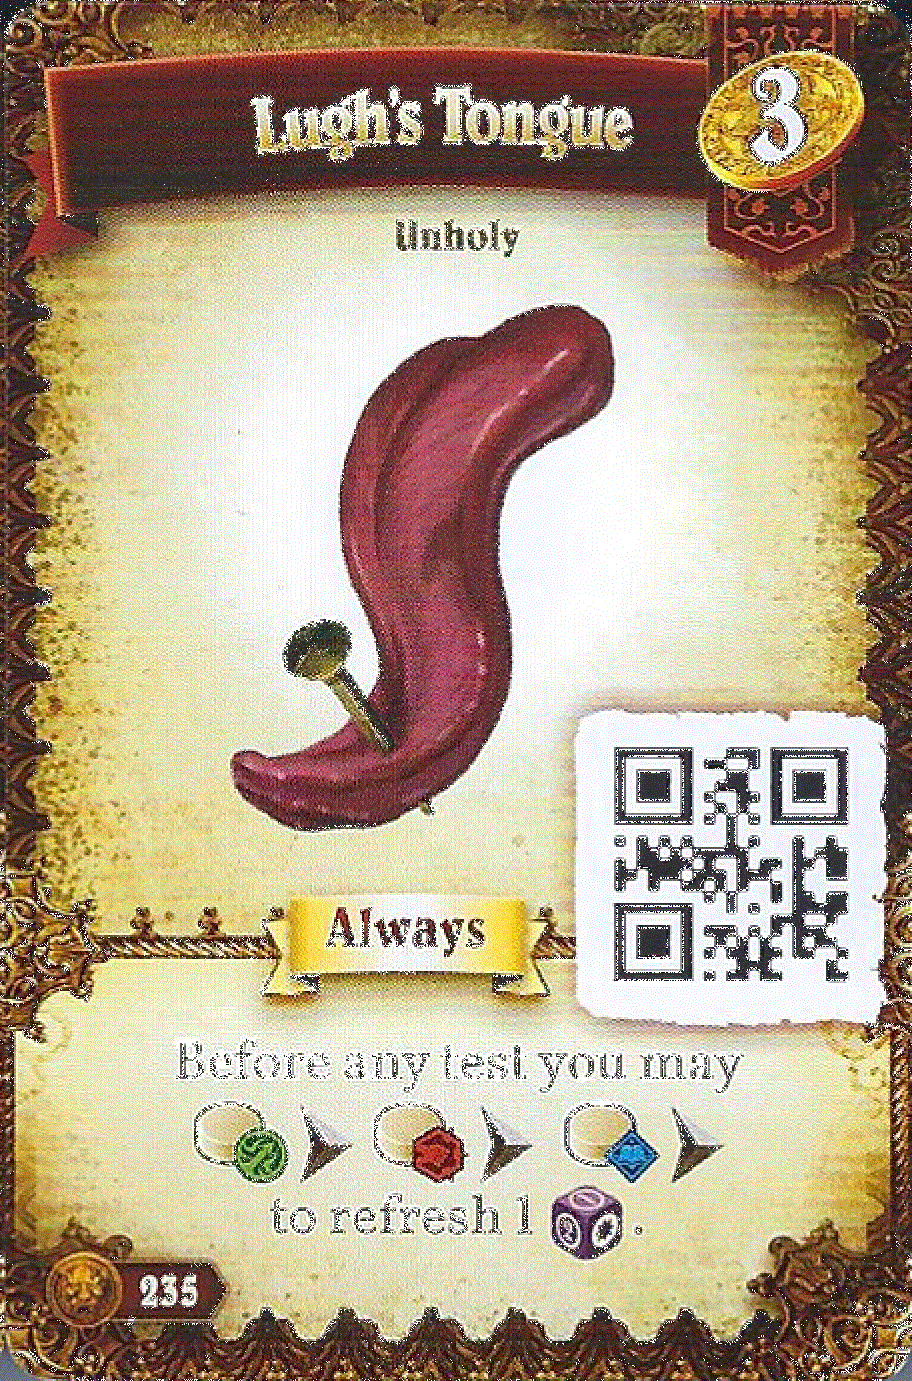 Lugh's Tongue
3
Unholy
Always
Before any test you may
to refresh 1 .
235